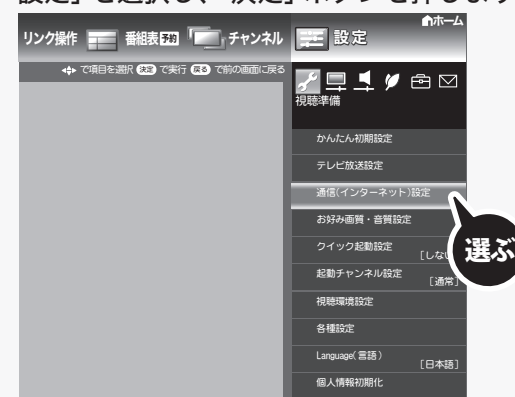 設定」を選択し、「決定」ボタンを押します
ホーム
リンク操作 番組表 予約 チャンネル 設定
で項目を選択 決定 で実行 戻る で前の画面に戻る
視聴準備
かんたん初期設定
テレビ放送設定
通信(インターネット)設定
お好み画質・音質設定
クイック起動設定
[しない
起動チャンネル設定
[通常]
視聴環境設定
各種設定
Language(言語)
[日本語]
個人情報初期化
選ぶ